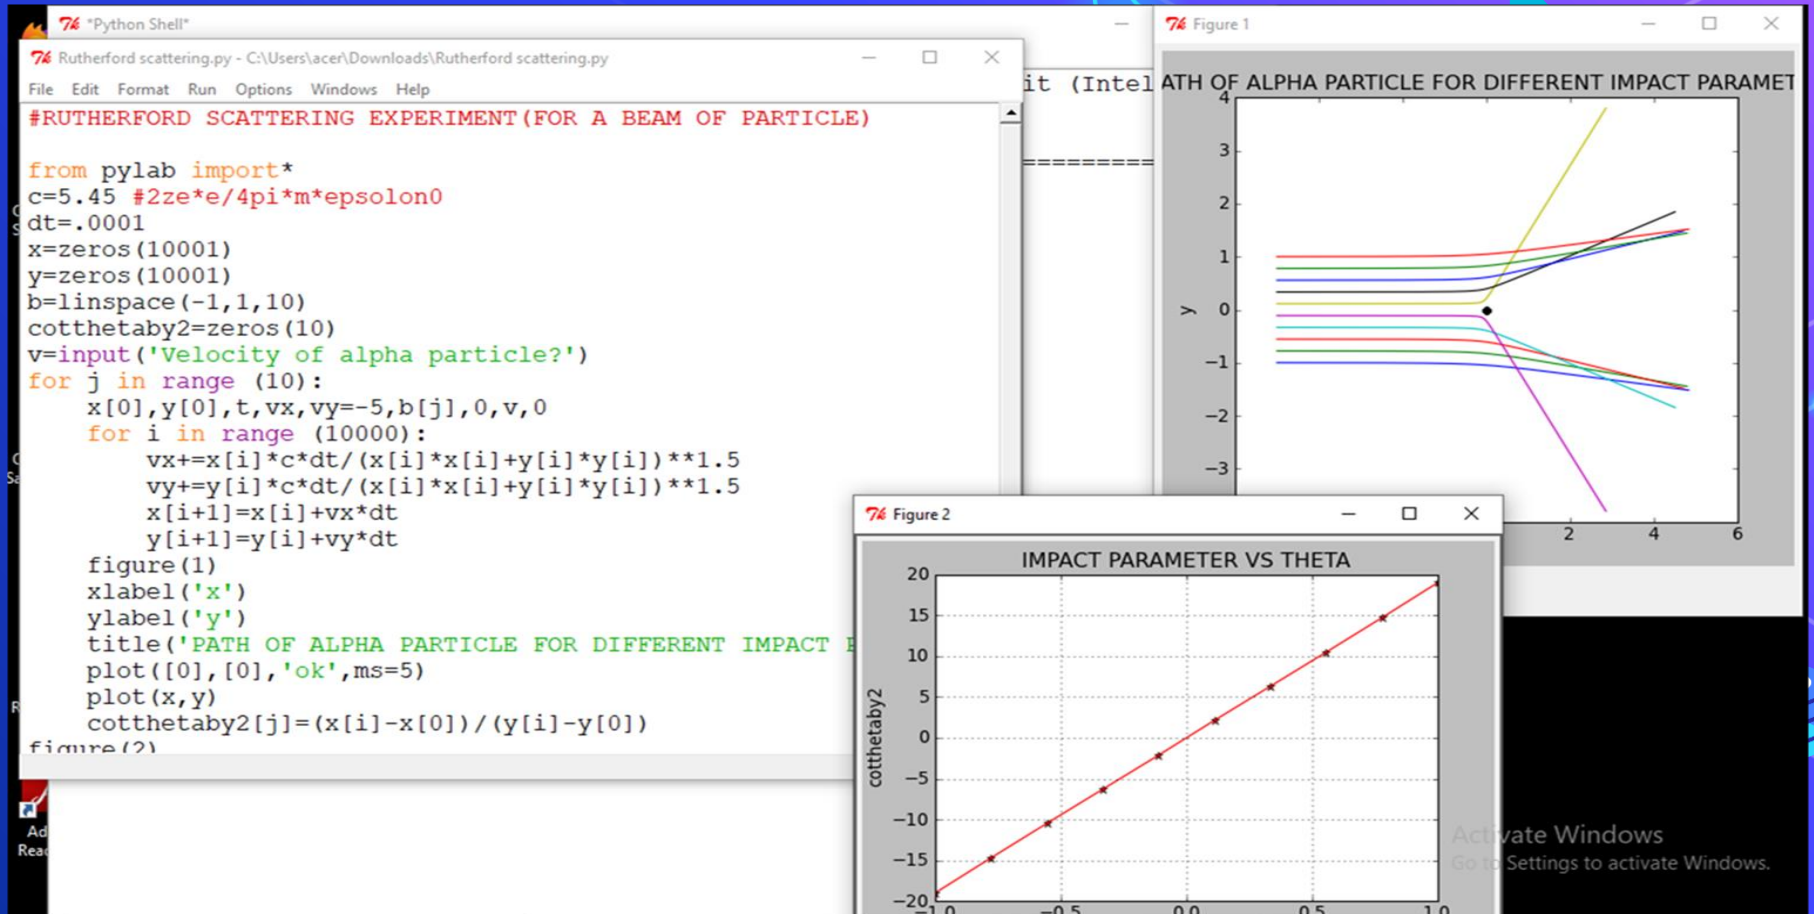 *Python Shell*
Rutherford scattering.py - C:\Users\acer\Downloads\Rutherford scattering.py
File Edit Format Run Options Windows Help
#RUTHERFORD SCATTERING EXPERIMENT(FOR A BEAM OF PARTICLE)
from pylab import*
c=5.45 #2ze*e/4pi*m*epsolon0
dt=.0001
x=zeros(10001)
y=zeros(10001)
b=linspace(-1,1,10)
cotthetaby2=zeros(10)
v=input('Velocity of alpha particle?')
for j in range (10):
    x[0],y[0],t,vx,vy=-5,b[j],0,v,0
    for i in range (10000):
        vx+=x[i]*c*dt/(x[i]*x[i]+y[i]*y[i])**1.5
        vy+=y[i]*c*dt/(x[i]*x[i]+y[i]*y[i])**1.5
        x[i+1]=x[i]+vx*dt
        y[i+1]=y[i]+vy*dt
    figure(1)
    xlabel('x')
    ylabel('y')
    title('PATH OF ALPHA PARTICLE FOR DIFFERENT IMPACT
    plot([0],[0],'ok',ms=5)
    plot(x,y)
    cotthetaby2[j]=(x[i]-x[0])/(y[i]-y[0])
figure(2)
it (Intel
===========
Figure 1
ATH OF ALPHA PARTICLE FOR DIFFERENT IMPACT PARAMET
4
3
2
1
0
−1
−2
−3
y
2 4 6
Figure 2
IMPACT PARAMETER VS THETA
20
15
10
5
0
−5
−10
−15
−20
cotthetaby2
−1.0 −0.5 0.0 0.5 1.0
Activate Windows
Go to Settings to activate Windows.
Ad
Reac